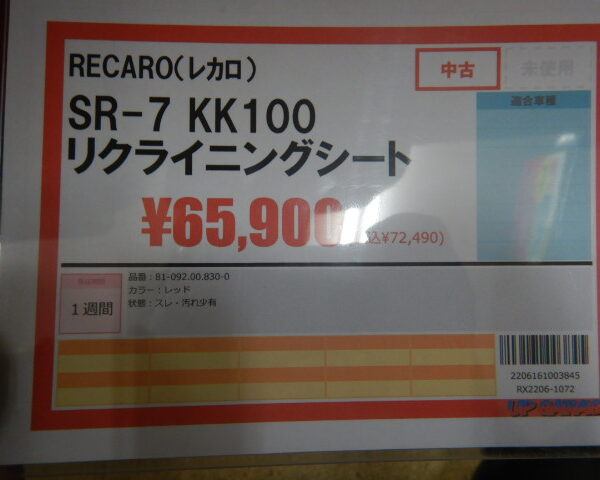 RECARO(レカロ)
中古
未使用
SR-7 KK100
適合車種
リクライニングシート
¥65,900
込¥72,490)
1週間
品番：81-092.00.830-0
カラー：レッド
状態：スレ・汚れ少有
2206161003845
RX2206-1072